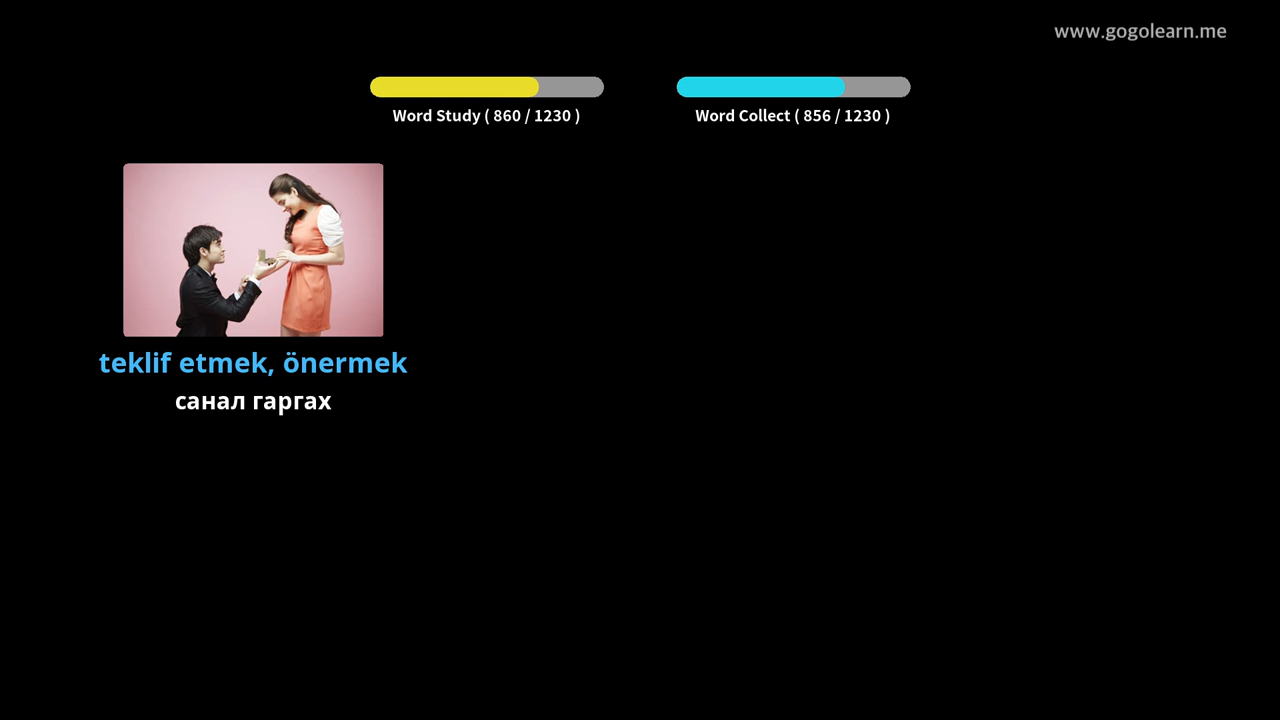 www.gogolearn.me
Word Study ( 860 / 1230 )
Word Collect ( 856 / 1230 )
teklif etmek, önermek
санал гаргах